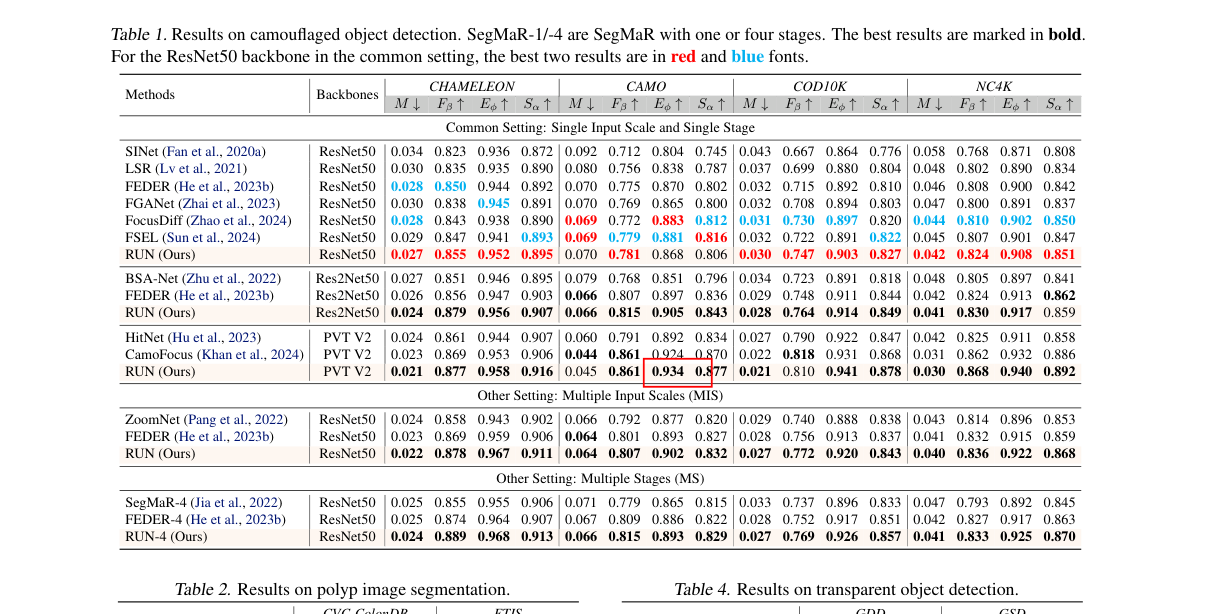 Table 1. Results on camouflaged object detection. SegMaR-1/-4 are SegMaR with one or four stages. The best results are marked in bold.
For the ResNet50 backbone in the common setting, the best two results are in red and blue fonts.
Methods Backbones CHAMELEON CAMO COD10K NC4K
M ↓ Fβ ↑ Eϕ ↑ Sα ↑ M ↓ Fβ ↑ Eϕ ↑ Sα ↑ M ↓ Fβ ↑ Eϕ ↑ Sα ↑ M ↓ Fβ ↑ Eϕ ↑ Sα ↑
Common Setting: Single Input Scale and Single Stage
SINet (Fan et al., 2020a) ResNet50 0.034 0.823 0.936 0.872 0.092 0.712 0.804 0.745 0.043 0.667 0.864 0.776 0.058 0.768 0.871 0.808
LSR (Lv et al., 2021) ResNet50 0.030 0.835 0.935 0.890 0.080 0.756 0.838 0.787 0.037 0.699 0.880 0.804 0.048 0.802 0.890 0.834
FEDER (He et al., 2023b) ResNet50 0.028 0.850 0.944 0.892 0.070 0.775 0.870 0.802 0.032 0.715 0.892 0.810 0.046 0.808 0.900 0.842
FGANet (Zhai et al., 2023) ResNet50 0.030 0.838 0.945 0.891 0.070 0.769 0.865 0.800 0.032 0.708 0.894 0.803 0.047 0.800 0.891 0.837
FocusDiff (Zhao et al., 2024) ResNet50 0.028 0.843 0.938 0.890 0.069 0.772 0.883 0.812 0.031 0.730 0.897 0.820 0.044 0.810 0.902 0.850
FSEL (Sun et al., 2024) ResNet50 0.029 0.847 0.941 0.893 0.069 0.779 0.881 0.816 0.032 0.722 0.891 0.822 0.045 0.807 0.901 0.847
RUN (Ours) ResNet50 0.027 0.855 0.952 0.895 0.070 0.781 0.868 0.806 0.030 0.747 0.903 0.827 0.042 0.824 0.908 0.851
BSA-Net (Zhu et al., 2022) Res2Net50 0.027 0.851 0.946 0.895 0.079 0.768 0.851 0.796 0.034 0.723 0.891 0.818 0.048 0.805 0.897 0.841
FEDER (He et al., 2023b) Res2Net50 0.026 0.856 0.947 0.903 0.066 0.807 0.897 0.836 0.029 0.748 0.911 0.844 0.042 0.824 0.913 0.862
RUN (Ours) Res2Net50 0.024 0.879 0.956 0.907 0.066 0.815 0.905 0.843 0.028 0.764 0.914 0.849 0.041 0.830 0.917 0.859
HitNet (Hu et al., 2023) PVT V2 0.024 0.861 0.944 0.907 0.060 0.791 0.892 0.834 0.027 0.790 0.922 0.847 0.042 0.825 0.911 0.858
CamoFocus (Khan et al., 2024) PVT V2 0.023 0.869 0.953 0.906 0.044 0.861 0.924 0.870 0.022 0.818 0.931 0.868 0.031 0.862 0.932 0.886
RUN (Ours) PVT V2 0.021 0.877 0.958 0.916 0.045 0.861 0.934 0.877 0.021 0.810 0.941 0.878 0.030 0.868 0.940 0.892
Other Setting: Multiple Input Scales (MIS)
ZoomNet (Pang et al., 2022) ResNet50 0.024 0.858 0.943 0.902 0.066 0.792 0.877 0.820 0.029 0.740 0.888 0.838 0.043 0.814 0.896 0.853
FEDER (He et al., 2023b) ResNet50 0.023 0.869 0.959 0.906 0.064 0.801 0.893 0.827 0.028 0.756 0.913 0.837 0.041 0.832 0.915 0.859
RUN (Ours) ResNet50 0.022 0.878 0.967 0.911 0.064 0.807 0.902 0.832 0.027 0.772 0.920 0.843 0.040 0.836 0.922 0.868
Other Setting: Multiple Stages (MS)
SegMaR-4 (Jia et al., 2022) ResNet50 0.025 0.855 0.955 0.906 0.071 0.779 0.865 0.815 0.033 0.737 0.896 0.833 0.047 0.793 0.892 0.845
FEDER-4 (He et al., 2023b) ResNet50 0.025 0.874 0.964 0.907 0.067 0.809 0.886 0.822 0.028 0.752 0.917 0.851 0.042 0.827 0.917 0.863
RUN-4 (Ours) ResNet50 0.024 0.889 0.968 0.913 0.066 0.815 0.893 0.829 0.027 0.769 0.926 0.857 0.041 0.833 0.925 0.870
Table 2. Results on polyp image segmentation.
Table 4. Results on transparent object detection.